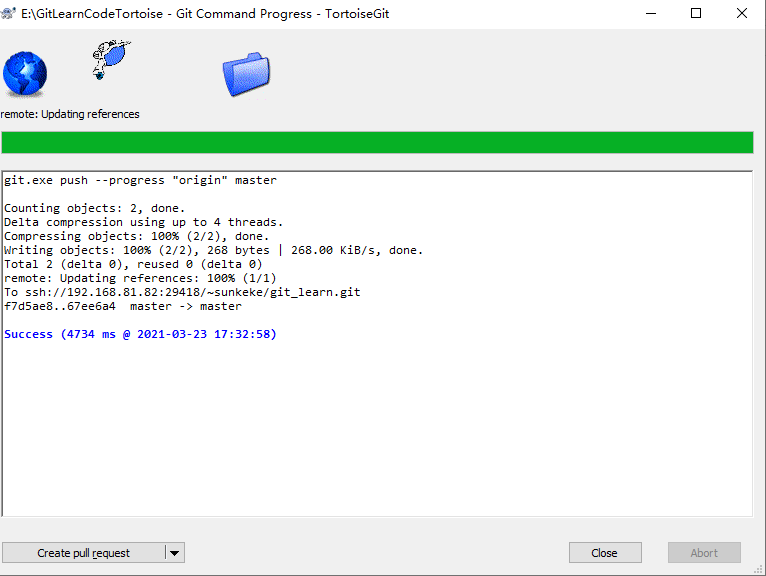 E:\GitLearnCodeTortoise - Git Command Progress - TortoiseGit
remote: Updating references
git.exe push --progress "origin" master
Counting objects: 2, done.
Delta compression using up to 4 threads.
Compressing objects: 100% (2/2), done.
Writing objects: 100% (2/2), 268 bytes | 268.00 KiB/s, done.
Total 2 (delta 0), reused 0 (delta 0)
remote: Updating references: 100% (1/1)
To ssh://192.168.81.82:29418/~sunkeke/git_learn.git
f7d5ae8..67ee6a4  master -> master
Success (4734 ms @ 2021-03-23 17:32:58)
Create pull request
Close
Abort